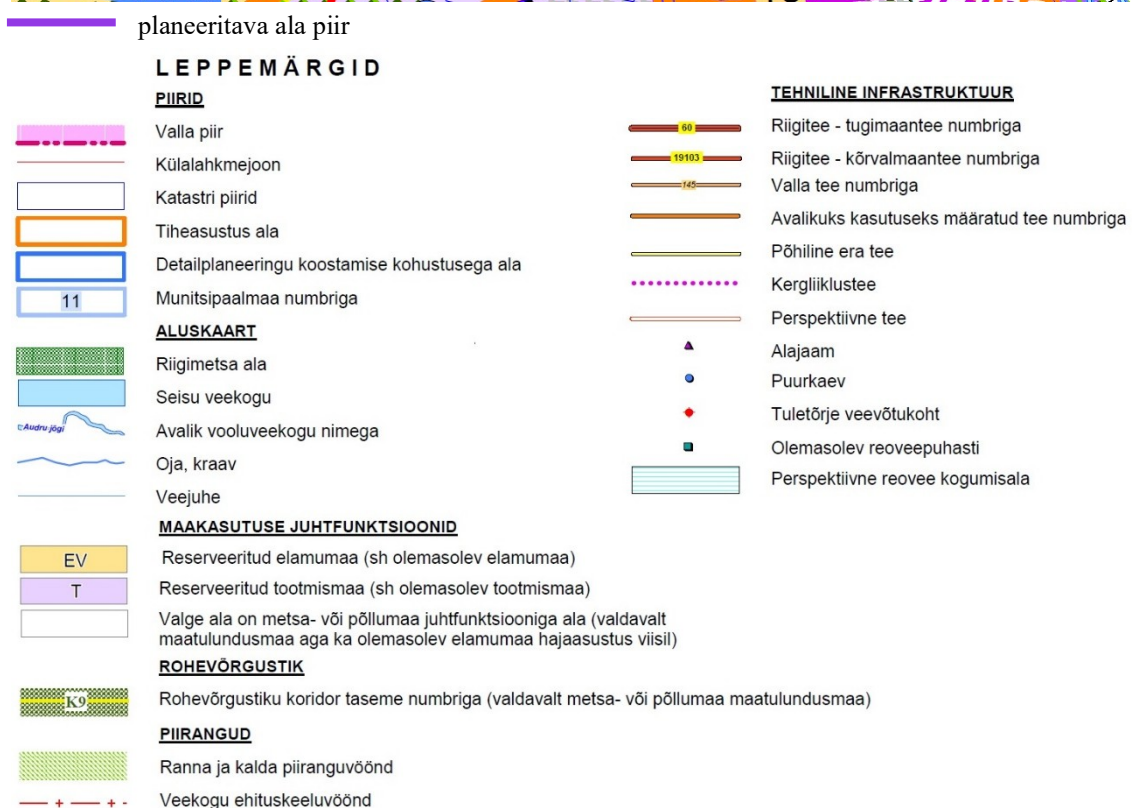 planeeritava ala piir
LEPPEMÄRGID
PIIRID
Valla piir
Külalahkmejoon
Katastri piirid
Tiheasustus ala
Detailplaneeringu koostamise kohustusega ala
11
Munitsipaalmaa numbriga
ALUSKAART
Riigimetsa ala
Seisu veekogu
Audru jõgi
Avalik vooluveekogu nimega
Oja, kraav
Veejuhe
MAAKASUTUSE JUHTFUNKTSIOONID
EV
Reserveeritud elamumaa (sh olemasolev elamumaa)
T
Reserveeritud tootmismaa (sh olemasolev tootmismaa)
Valge ala on metsa- või põllumaa juhtfunktsiooniga ala (valdavalt
maatulundusmaa aga ka olemasolev elamumaa hajaasustus viisil)
ROHEVÕRGUSTIK
K9
Rohevõrgustiku koridor taseme numbriga (valdavalt metsa- või põllumaa maatulundusmaa)
PIIRANGUD
Ranna ja kalda piiranguvöönd
Veekogu ehituskeeluvöönd
TEHNILINE INFRASTRUKTUUR
60
Riigitee - tugimaantee numbriga
19103
Riigitee - kõrvalmaantee numbriga
145
Valla tee numbriga
Avalikuks kasutuseks määratud tee numbriga
Põhiline era tee
Kergliiklustee
Perspektiivne tee
Alajaam
Puurkaev
Tuletõrje veevõtukoht
Olemasolev reoveepuhasti
Perspektiivne reovee kogumisala